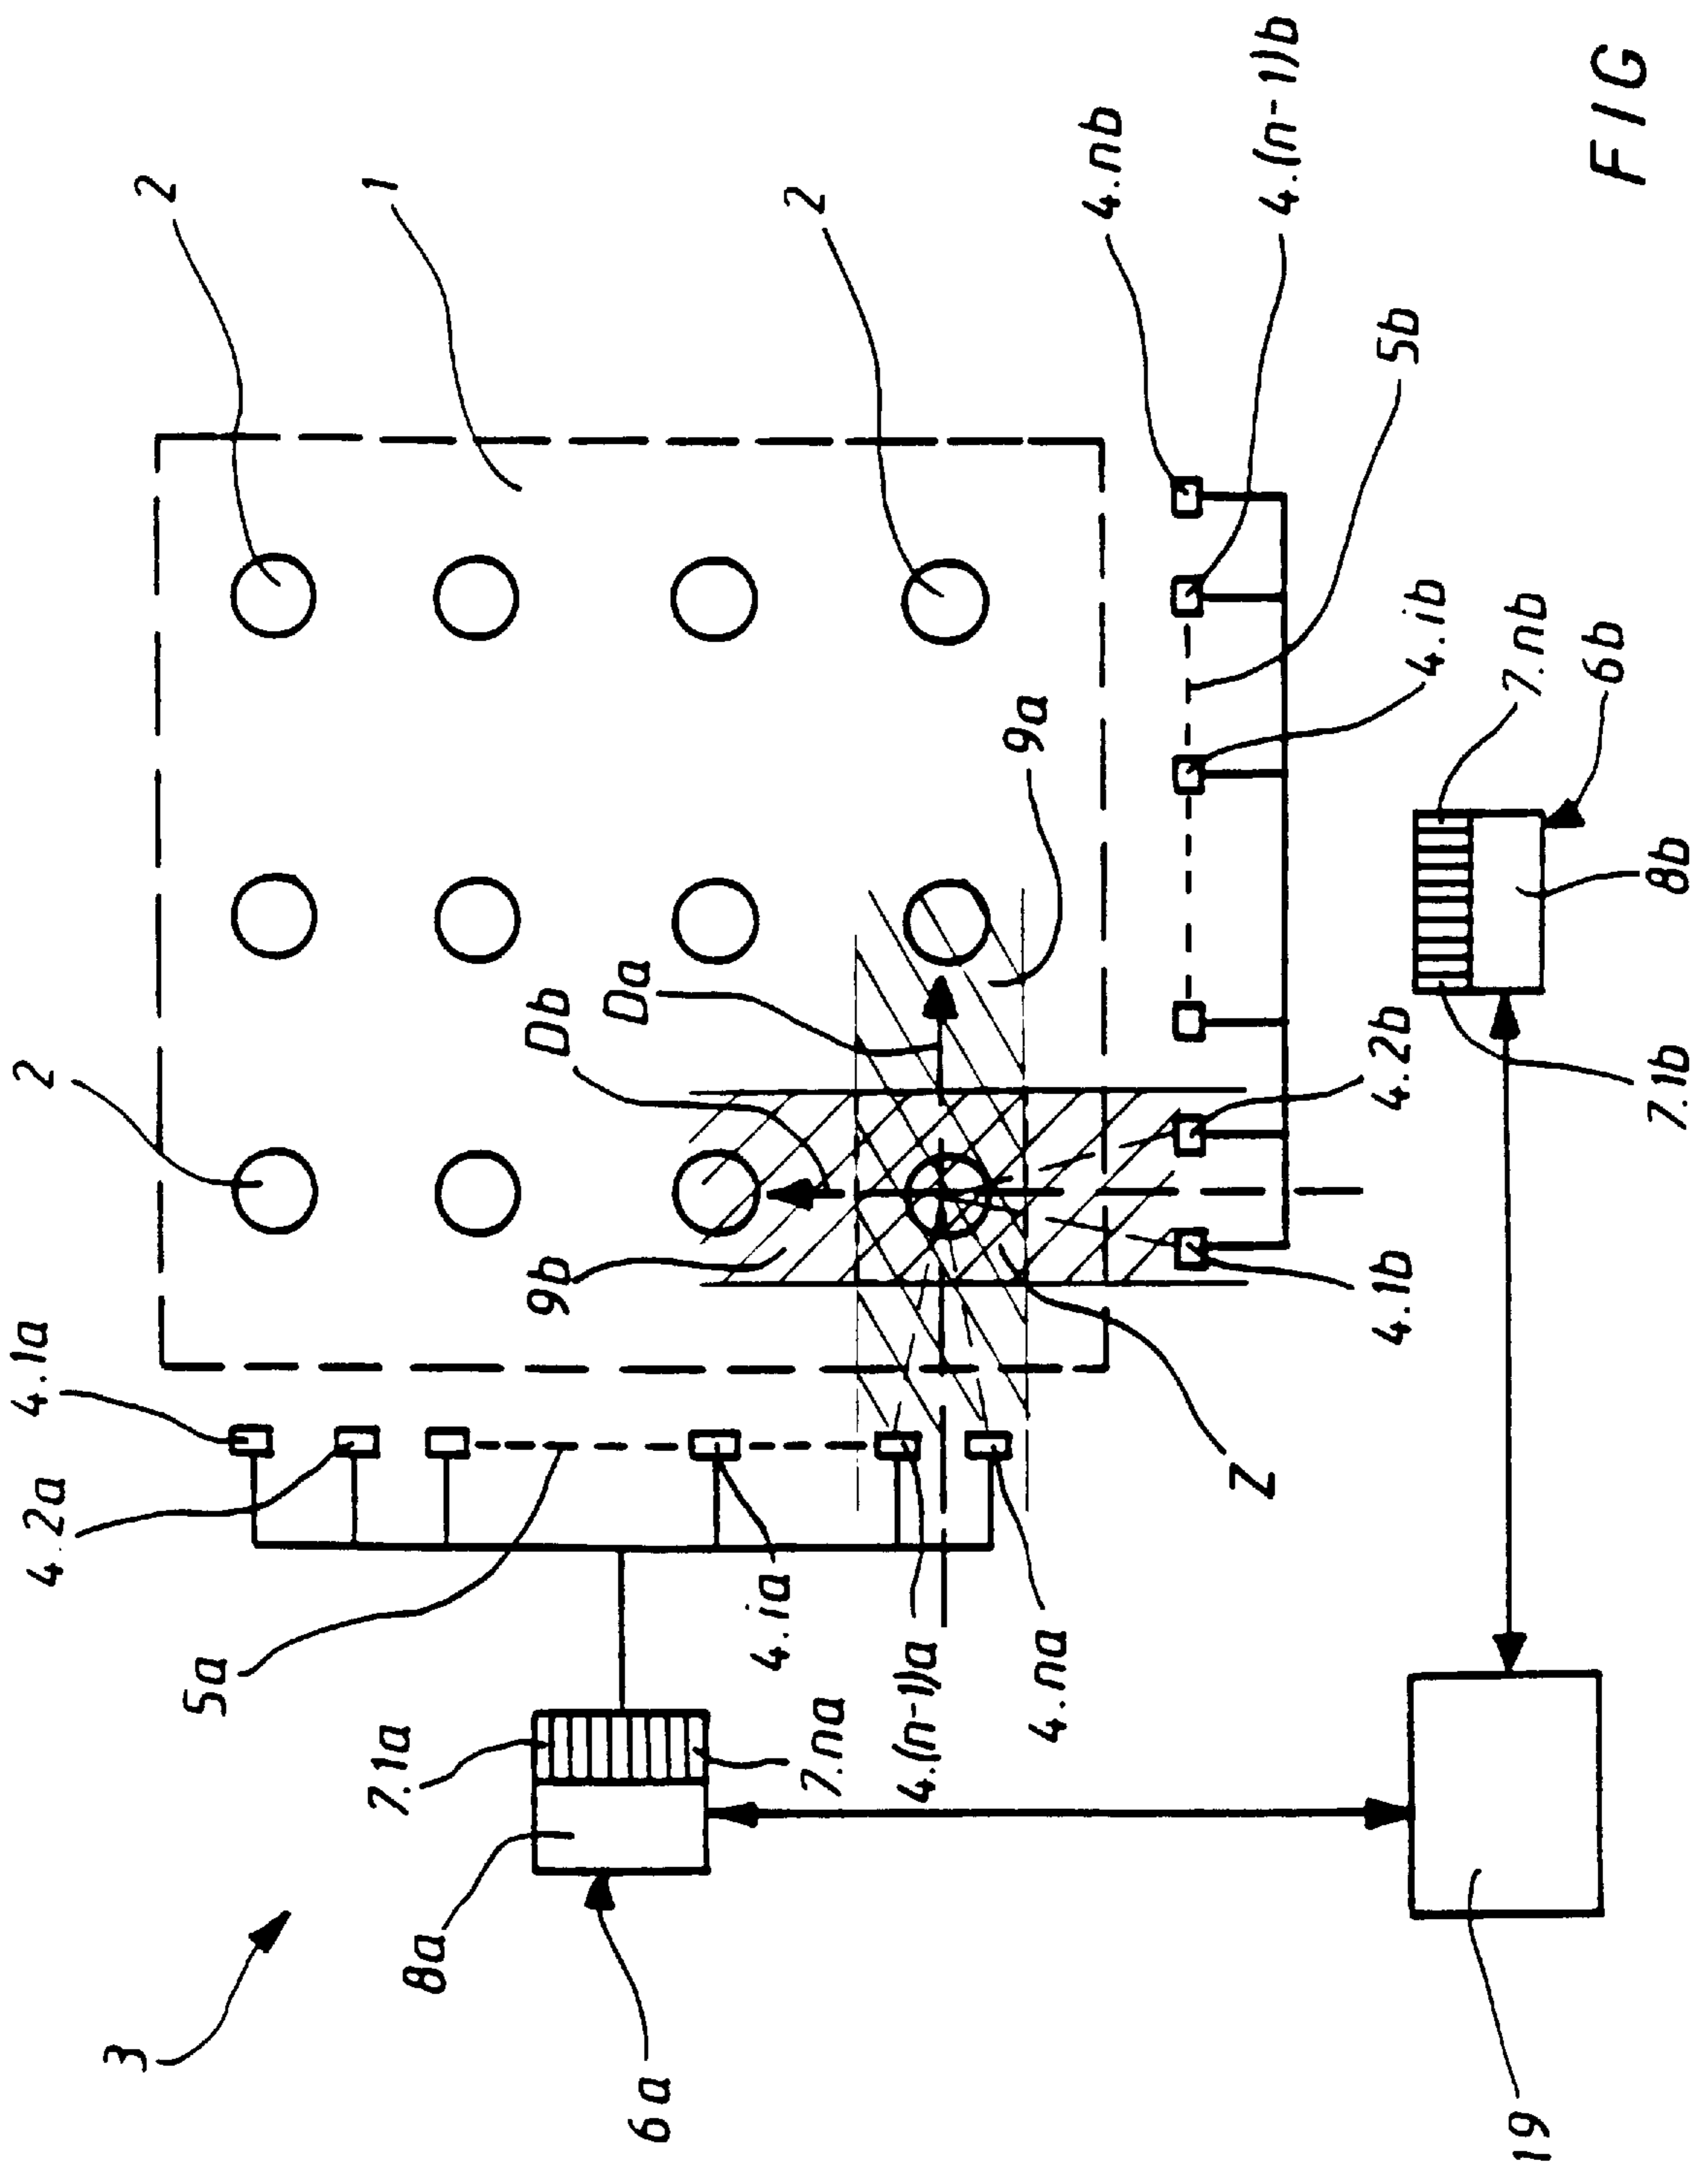 2
1
2
4.nb
4.(n-1)b
FIG
5b
4.ib
7.nb
6b
9a
8b
Da
Db
2
4.2b
7.1b
9b
4.1b
4.1a
4.2a
Z
5a
4.ia
4.(n-1)a
4.na
7.1a
7.na
8a
3
6a
19